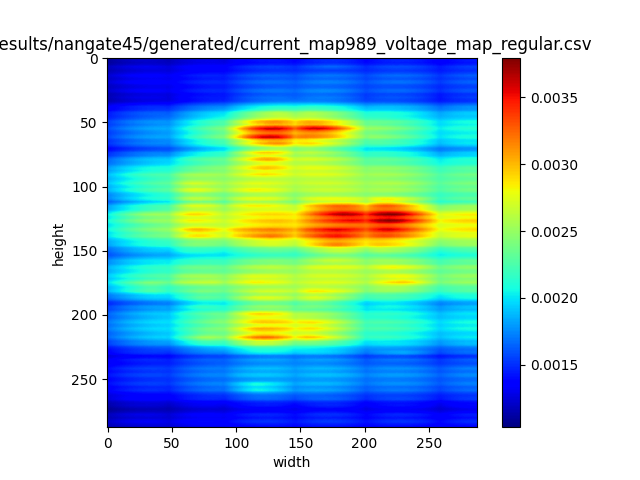 esults/nangate45/generated/current_map989_voltage_map_regular.csv
0
50
100
150
200
250
height
0 50 100 150 200 250
width
0.0035
0.0030
0.0025
0.0020
0.0015